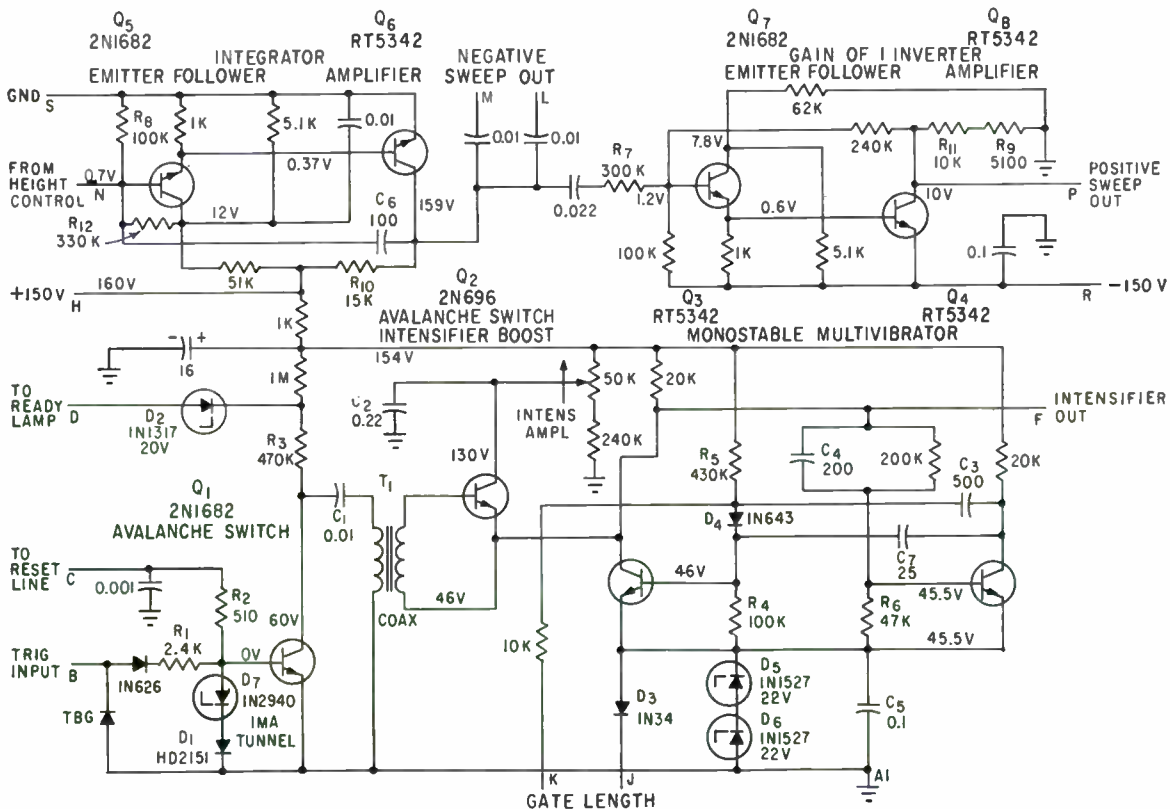 Q5
2N1682
Q6
RT5342
INTEGRATOR
EMITTER FOLLOWER
AMPLIFIER
NEGATIVE
SWEEP OUT
M
L
Q7
2N1682
Q8
RT5342
GAIN OF 1 INVERTER
EMITTER FOLLOWER
AMPLIFIER
GND
S
R8
100K
1K
5.1K
0.01
0.01
0.01
62K
240K
R11
10K
R9
5100
FROM
HEIGHT
CONTROL
0.7V
N
0.37V
12V
R12
330K
C6
100
159V
0.022
R7
300K
1.2V
7.8V
0.6V
10V
POSITIVE
SWEEP
OUT
P
100K
1K
5.1K
0.1
51K
R10
15K
+150V
H
160V
R
-150V
1K
Q2
2N696
AVALANCHE SWITCH
INTENSIFIER BOOST
Q3
RT5342
Q4
RT5342
MONOSTABLE MULTIVIBRATOR
- +
16
154V
1M
TO
READY
LAMP
D
D2
1N1317
20V
C2
0.22
INTENS
AMPL
50K
20K
240K
INTENSIFIER
OUT
F
R3
470K
130V
R5
430K
C4
200
200K
C3
500
20K
Q1
2N1682
AVALANCHE SWITCH
C1
0.01
T1
D4
1N643
C7
25
TO
RESET
LINE
C
0.001
R2
510
60V
COAX
46V
46V
R4
100K
R6
47K
45.5V
45.5V
10K
TRIG
INPUT
B
R1
2.4K
0V
1N626
TBG
D7
1N2940
1MA
TUNNEL
D1
HD2151
D3
1N34
D5
1N1527
22V
D6
1N1527
22V
C5
0.1
A1
K
J
GATE LENGTH